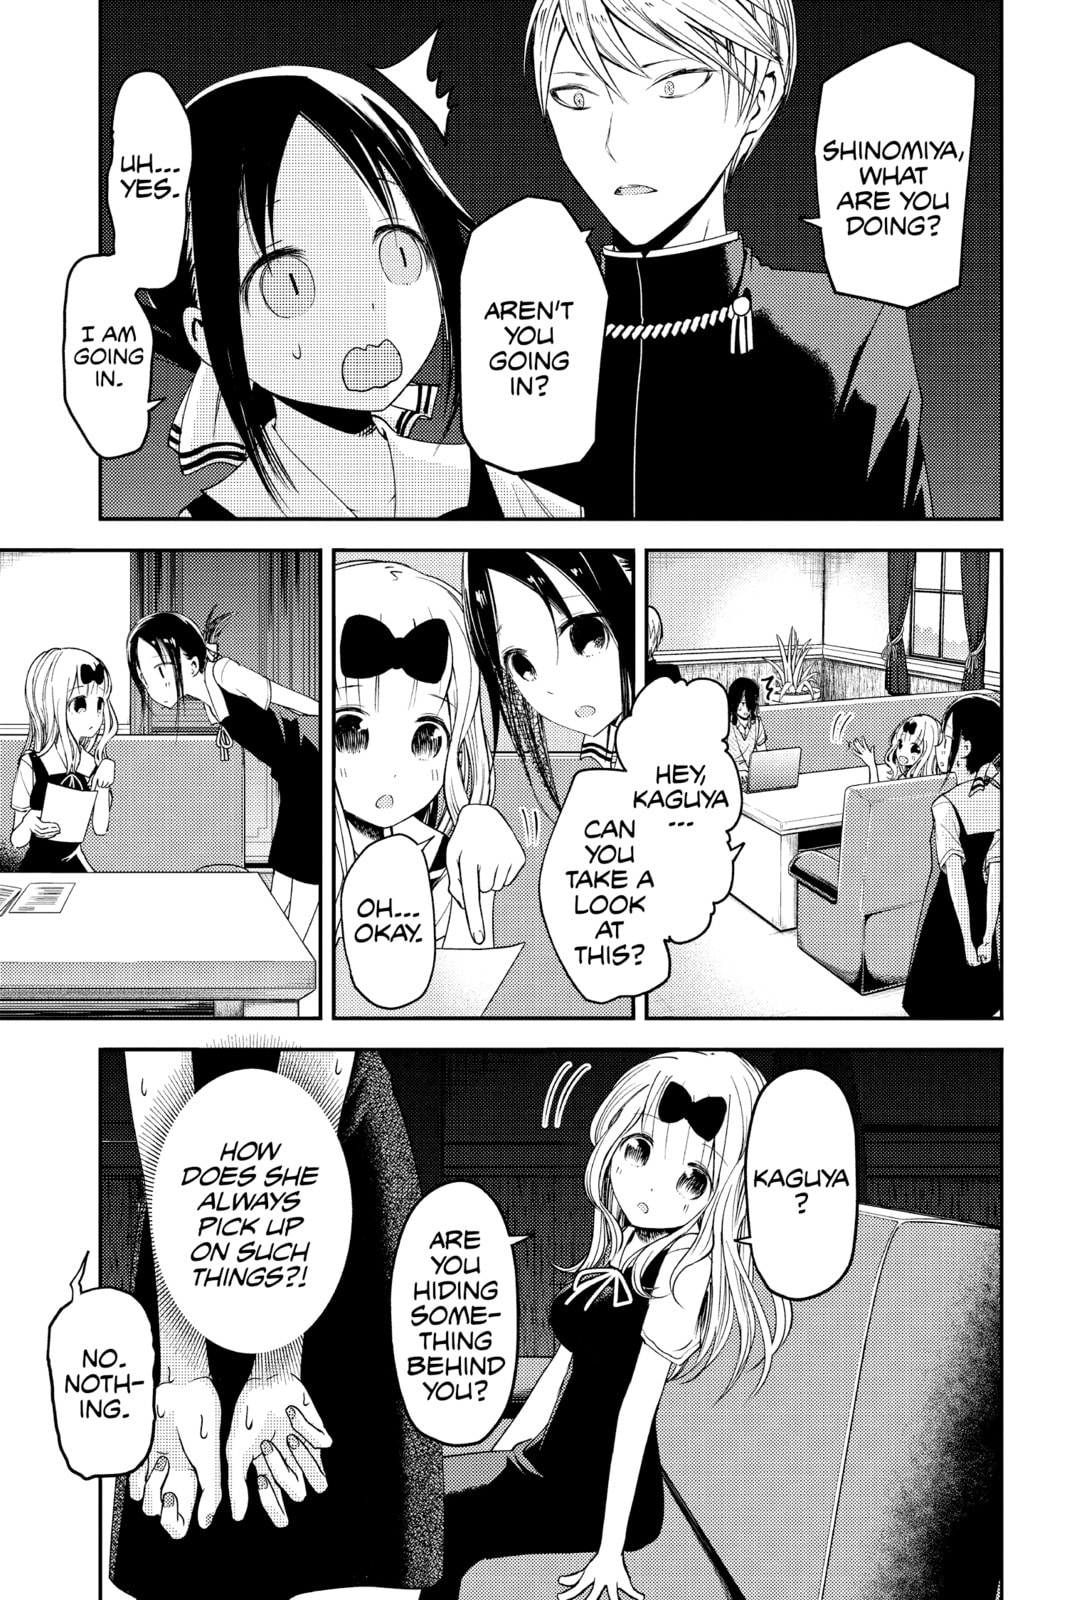 SHINOMIYA,
WHAT
ARE YOU
DOING?
AREN'T
YOU
GOING
IN?
UH...
YES.
I AM
GOING
IN.
HEY,
KAGUYA
...
CAN
YOU
TAKE A
LOOK
AT
THIS?
OH...
OKAY.
KAGUYA
?
ARE
YOU
HIDING
SOME-
THING
BEHIND
YOU?
HOW
DOES SHE
ALWAYS
PICK UP
ON SUCH
THINGS?!
NO.
NOTH-
ING.